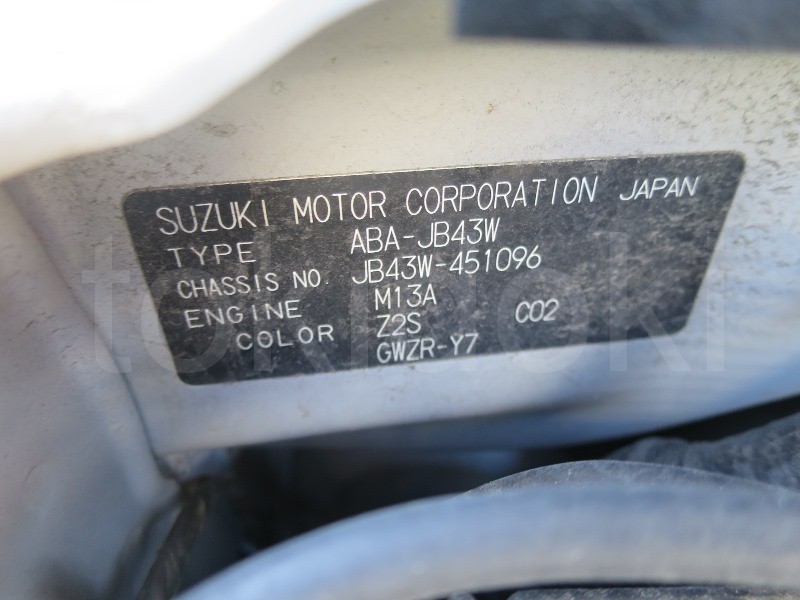 SUZUKI MOTOR CORPORATION JAPAN
TYPE ABA-JB43W
CHASSIS NO. JB43W-451096
ENGINE M13A
COLOR Z2S C02
GWZR-Y7